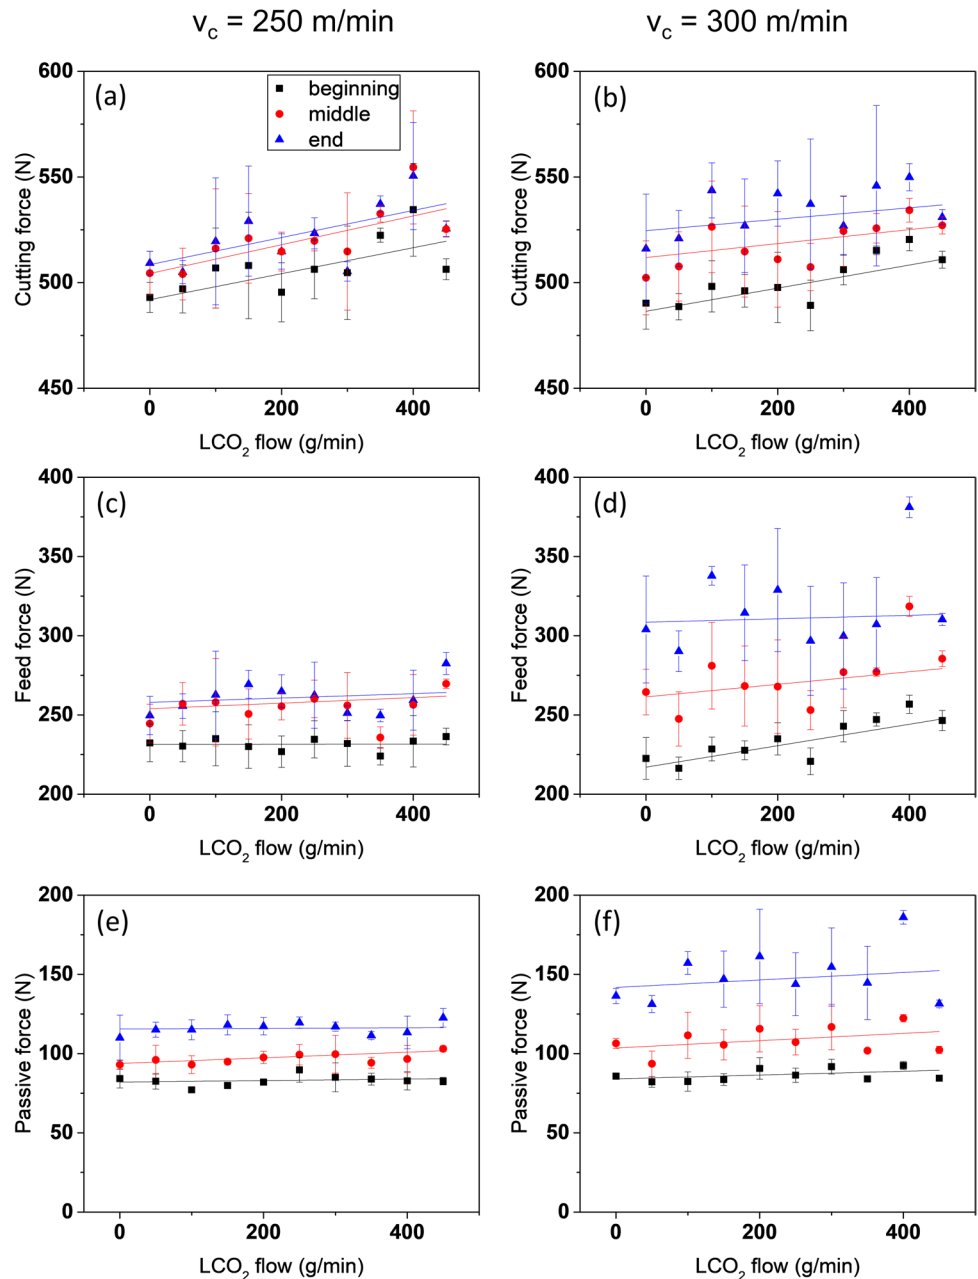 v_c = 250 m/min
v_c = 300 m/min
(a)
beginning
middle
end
600
550
500
450
Cutting force (N)
0 200 400
LCO₂ flow (g/min)
(b)
600
550
500
450
Cutting force (N)
0 200 400
LCO₂ flow (g/min)
(c)
400
350
300
250
200
Feed force (N)
0 200 400
LCO₂ flow (g/min)
(d)
400
350
300
250
200
Feed force (N)
0 200 400
LCO₂ flow (g/min)
(e)
200
150
100
50
0
Passive force (N)
0 200 400
LCO₂ flow (g/min)
(f)
200
150
100
50
0
Passive force (N)
0 200 400
LCO₂ flow (g/min)